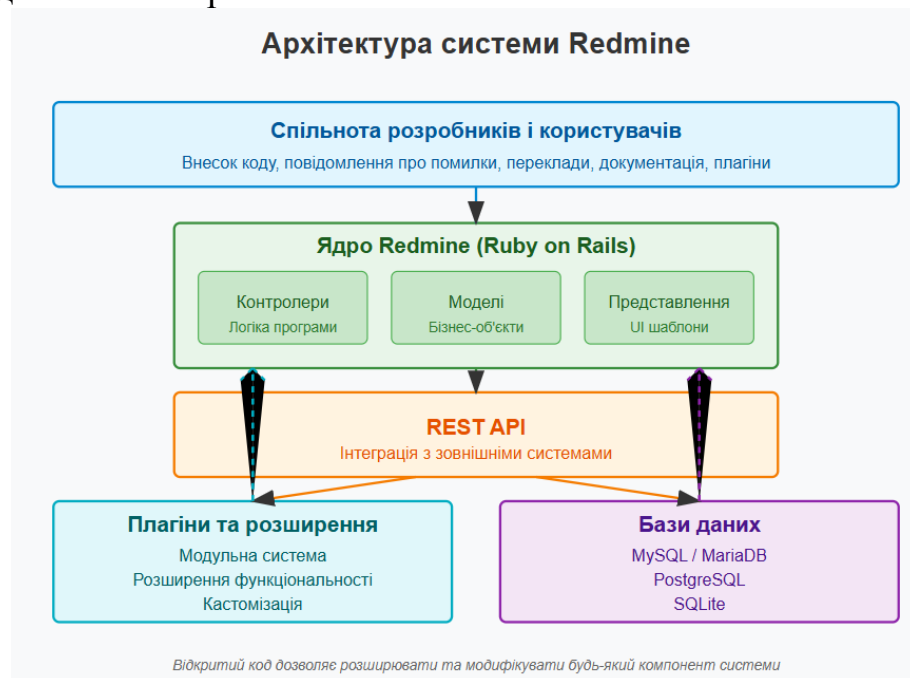 Архітектура системи Redmine
Спільнота розробників і користувачів
Внесок коду, повідомлення про помилки, переклади, документація, плагіни
Ядро Redmine (Ruby on Rails)
Контролери
Логіка програми
Моделі
Бізнес-об'єкти
Представлення
UI шаблони
REST API
Інтеграція з зовнішніми системами
Плагіни та розширення
Модульна система
Розширення функціональності
Кастомізація
Бази даних
MySQL / MariaDB
PostgreSQL
SQLite
Відкритий код дозволяє розширювати та модифікувати будь-який компонент системи